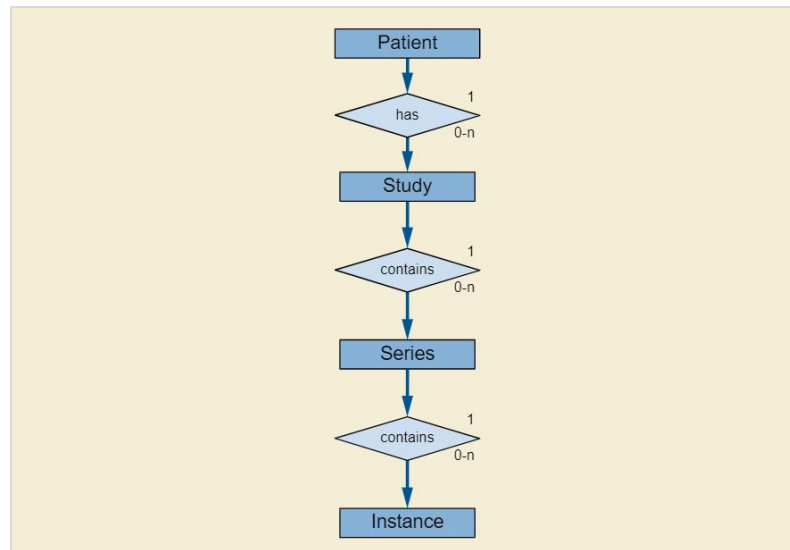 Patient
1
has
0-n
Study
1
contains
0-n
Series
1
contains
0-n
Instance